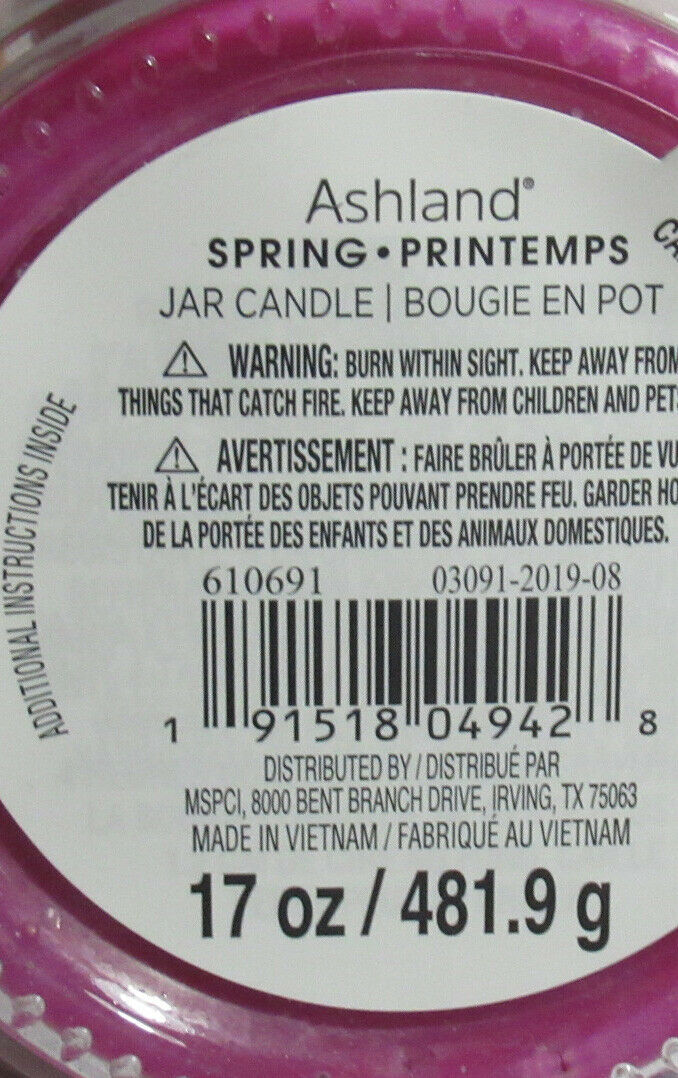 Ashland®
SPRING • PRINTEMPS
JAR CANDLE | BOUGIE EN POT
⚠ WARNING: BURN WITHIN SIGHT. KEEP AWAY FROM
THINGS THAT CATCH FIRE. KEEP AWAY FROM CHILDREN AND PETS
⚠ AVERTISSEMENT : FAIRE BRÛLER À PORTÉE DE VU
TENIR À L'ÉCART DES OBJETS POUVANT PRENDRE FEU. GARDER HO
DE LA PORTÉE DES ENFANTS ET DES ANIMAUX DOMESTIQUES.
ADDITIONAL INSTRUCTIONS INSIDE
610691 03091-2019-08
1 91518 04942 8
DISTRIBUTED BY / DISTRIBUÉ PAR
MSPCI, 8000 BENT BRANCH DRIVE, IRVING, TX 75063
MADE IN VIETNAM / FABRIQUÉ AU VIETNAM
17 oz / 481.9 g